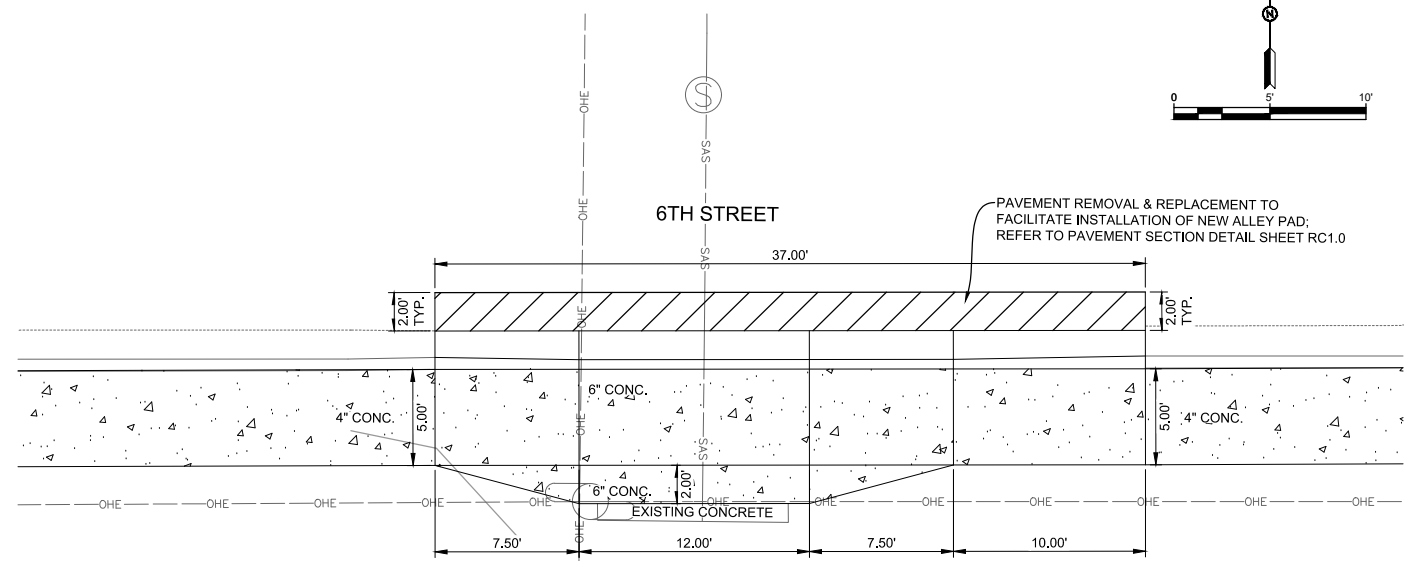 N
0 5' 10'
OHE
S
SAS
OHE
6TH STREET
PAVEMENT REMOVAL & REPLACEMENT TO
FACILITATE INSTALLATION OF NEW ALLEY PAD;
REFER TO PAVEMENT SECTION DETAIL SHEET RC1.0
SAS
37.00'
2.00'
TYP.
OHE
2.00'
TYP.
6" CONC.
4" CONC.
5.00'
OHE
5.00'
4" CONC.
SAS
6" CONC.
2.00'
OHE OHE OHE OHE OHE OHE OHE OHE OHE OHE OHE OHE
EXISTING CONCRETE
OHE
7.50' 12.00' 7.50' 10.00'